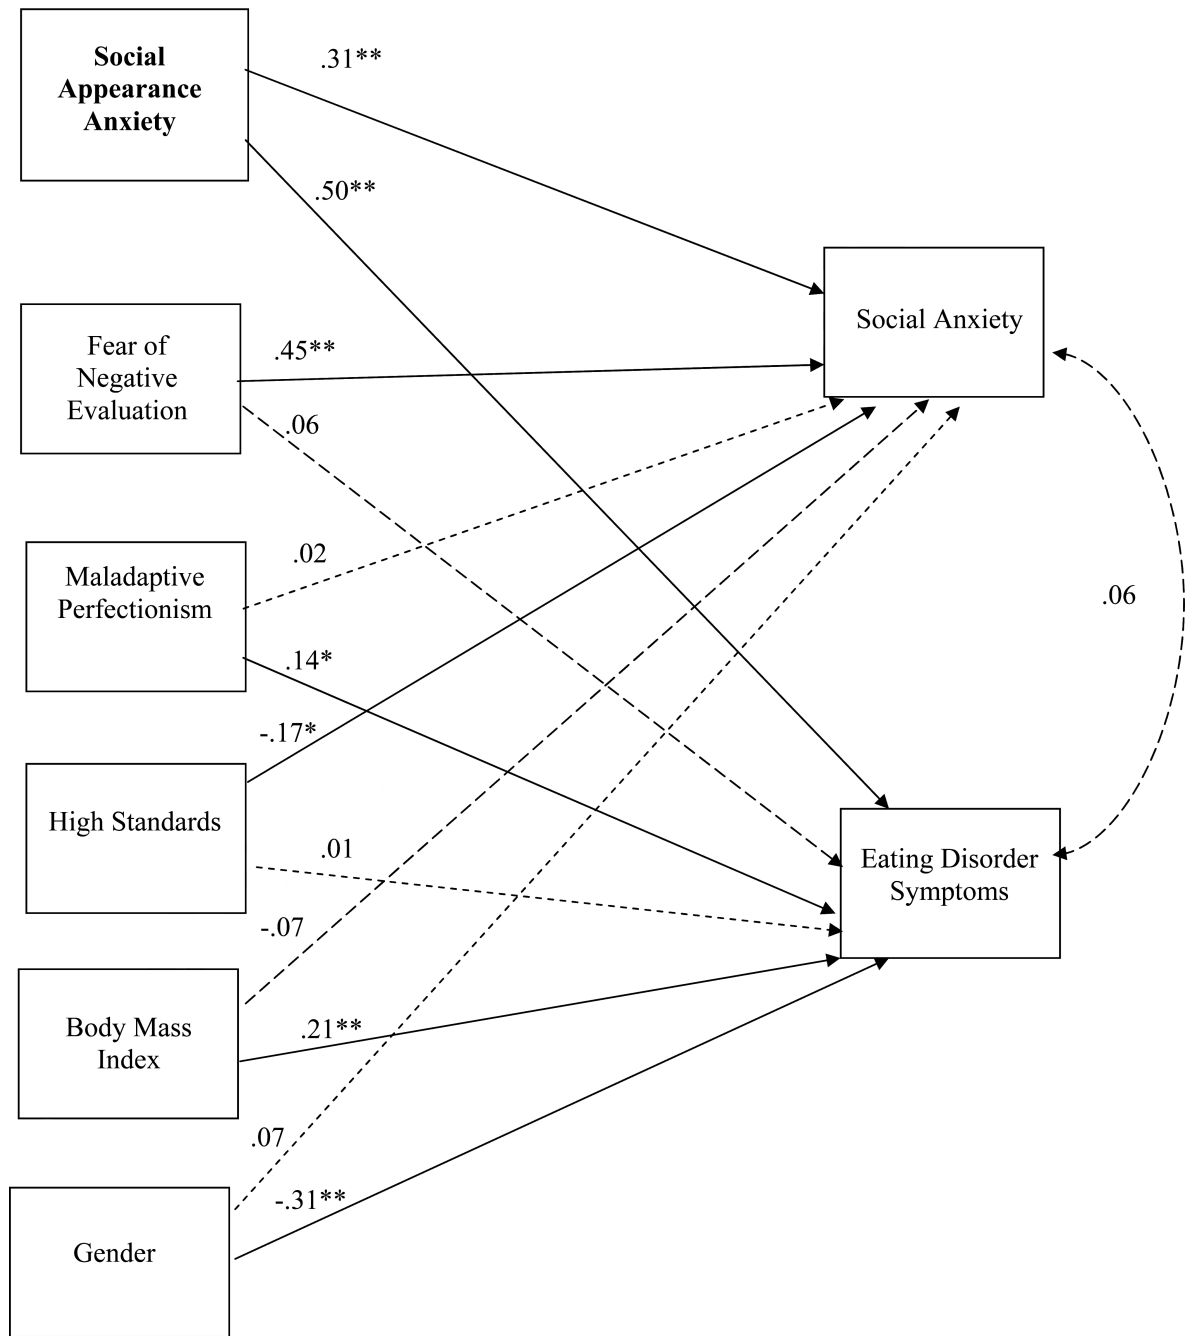 Social
Appearance
Anxiety
.31**
.50**
Social Anxiety
Fear of
Negative
Evaluation
.45**
.06
Maladaptive
Perfectionism
.02
.14*
.06
-.17*
High Standards
.01
Eating Disorder
Symptoms
-.07
Body Mass
Index
.21**
.07
-.31**
Gender